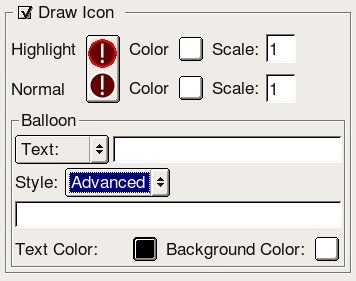 Draw Icon
Highlight Color Scale: 1
Normal Color Scale: 1
Balloon
Text:
Style: Advanced
Text Color: Background Color: